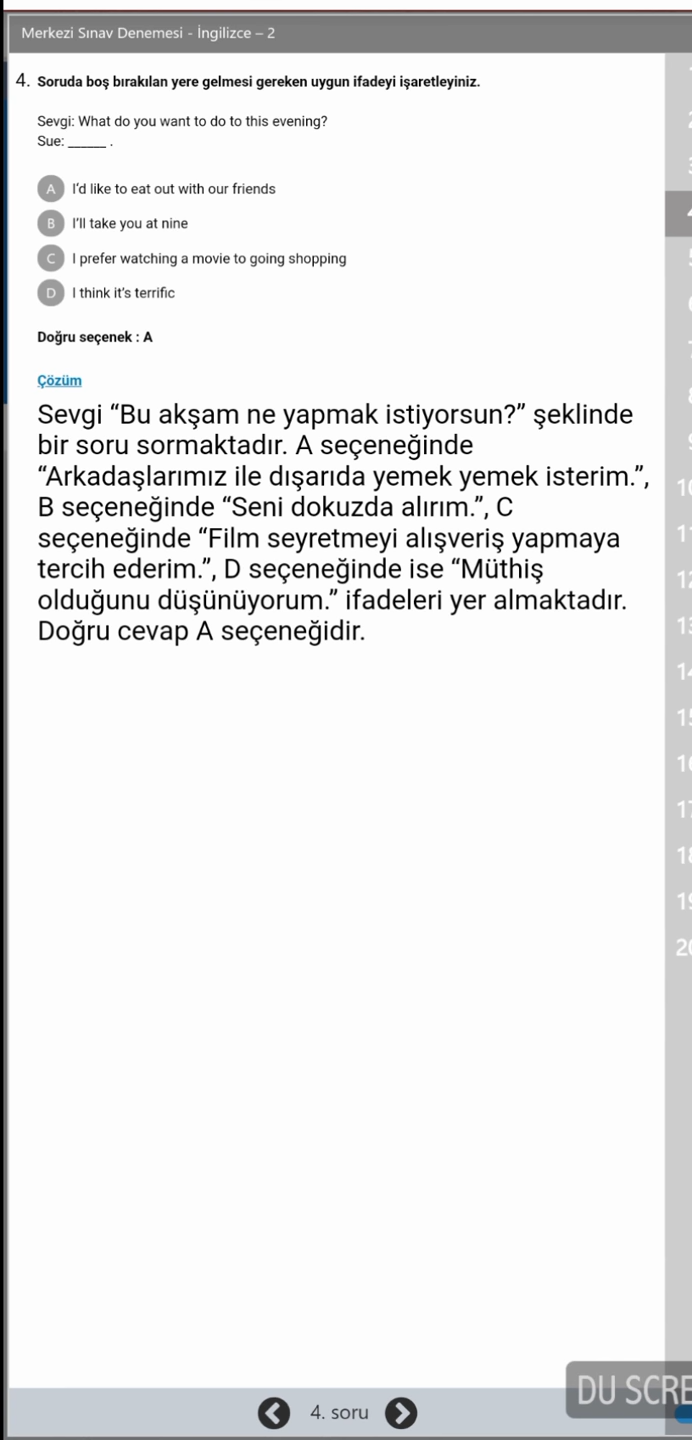 Merkezi Sınav Denemesi - İngilizce – 2
4. Soruda boş bırakılan yere gelmesi gereken uygun ifadeyi işaretleyiniz.
Sevgi: What do you want to do to this evening?
Sue: ______ .
A I'd like to eat out with our friends
B I'll take you at nine
C I prefer watching a movie to going shopping
D I think it's terrific
Doğru seçenek : A
Çözüm
Sevgi “Bu akşam ne yapmak istiyorsun?” şeklinde
bir soru sormaktadır. A seçeneğinde
“Arkadaşlarımız ile dışarıda yemek yemek isterim.”,
B seçeneğinde “Seni dokuzda alırım.”, C
seçeneğinde “Film seyretmeyi alışveriş yapmaya
tercih ederim.”, D seçeneğinde ise “Müthiş
olduğunu düşünüyorum.” ifadeleri yer almaktadır.
Doğru cevap A seçeneğidir.
4. soru
DU SCRE